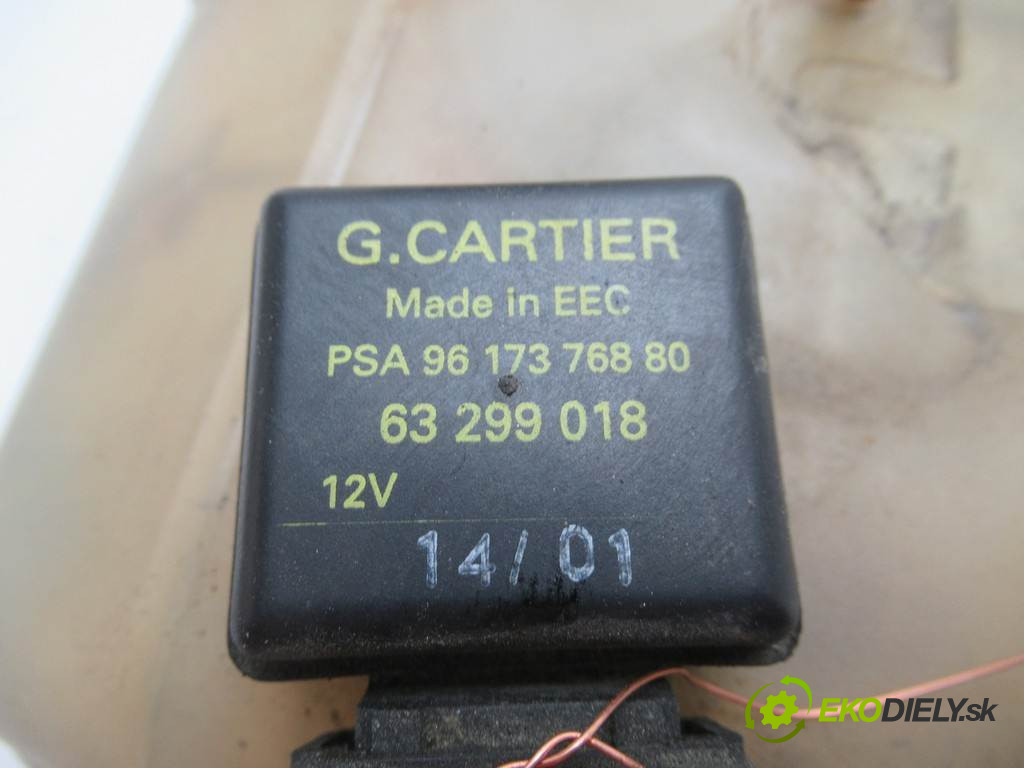 G.CARTIER
Made in EEC
PSA 96 173 768 80
63 299 018
12V
14/01
EKODIELY.sk